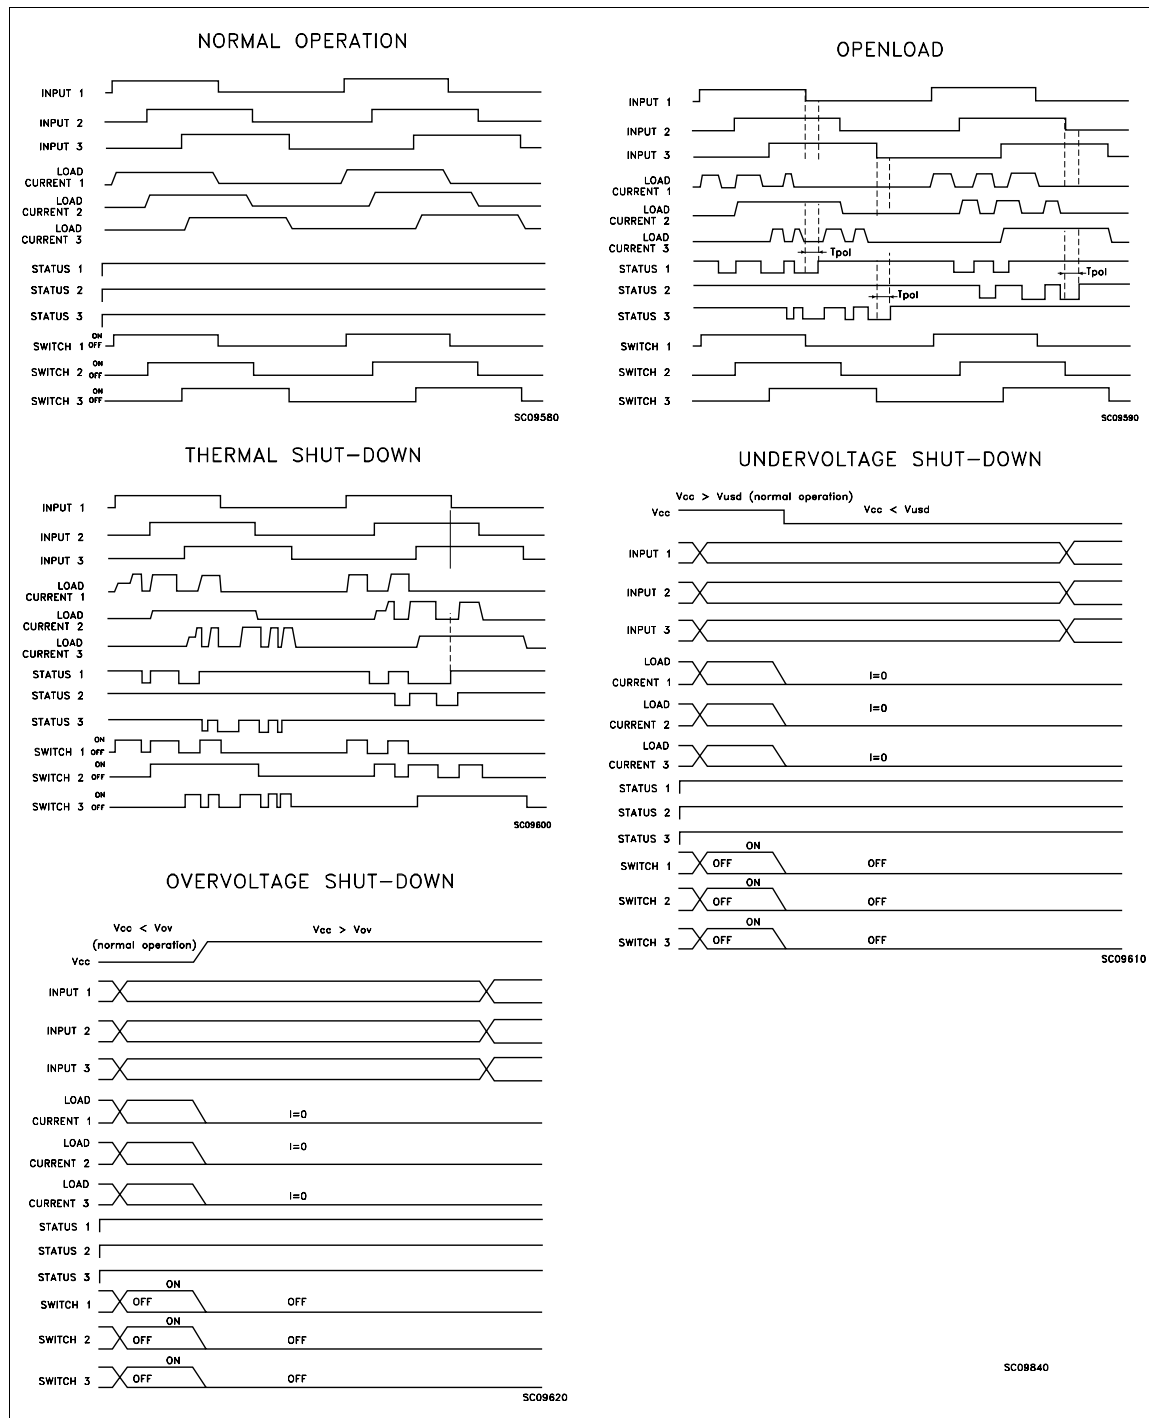 NORMAL OPERATION
INPUT 1
INPUT 2
INPUT 3
LOAD
CURRENT 1
LOAD
CURRENT 2
LOAD
CURRENT 3
STATUS 1
STATUS 2
STATUS 3
SWITCH 1 ON OFF
SWITCH 2 ON OFF
SWITCH 3 ON OFF
SC09580
OPENLOAD
INPUT 1
INPUT 2
INPUT 3
LOAD
CURRENT 1
LOAD
CURRENT 2
LOAD
CURRENT 3
Tpol
STATUS 1
Tpol
STATUS 2
Tpol
STATUS 3
SWITCH 1
SWITCH 2
SWITCH 3
SC09590
THERMAL SHUT-DOWN
INPUT 1
INPUT 2
INPUT 3
LOAD
CURRENT 1
LOAD
CURRENT 2
LOAD
CURRENT 3
STATUS 1
STATUS 2
STATUS 3
SWITCH 1 ON OFF
SWITCH 2 ON OFF
SWITCH 3 ON OFF
SC09600
UNDERVOLTAGE SHUT-DOWN
Vcc > Vusd (normal operation)
Vcc Vcc < Vusd
INPUT 1
INPUT 2
INPUT 3
LOAD
CURRENT 1 I=0
LOAD
CURRENT 2 I=0
LOAD
CURRENT 3 I=0
STATUS 1
STATUS 2
STATUS 3
ON
SWITCH 1 OFF OFF
ON
SWITCH 2 OFF OFF
ON
SWITCH 3 OFF OFF
SC09610
OVERVOLTAGE SHUT-DOWN
Vcc < Vov Vcc > Vov
(normal operation)
Vcc
INPUT 1
INPUT 2
INPUT 3
LOAD
CURRENT 1 I=0
LOAD
CURRENT 2 I=0
LOAD
CURRENT 3 I=0
STATUS 1
STATUS 2
STATUS 3
ON
SWITCH 1 OFF OFF
ON
SWITCH 2 OFF OFF
ON
SWITCH 3 OFF OFF
SC09620
SC09840